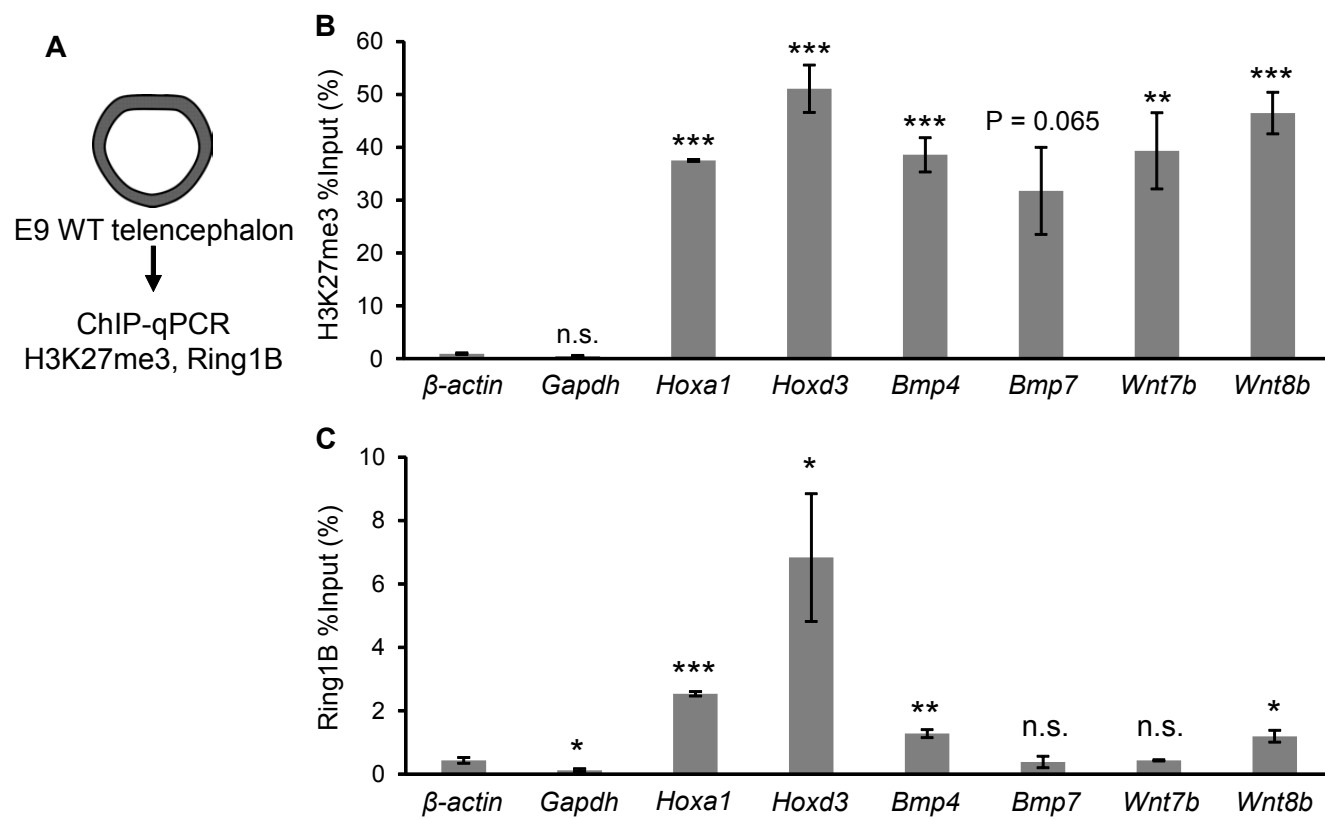 A
E9 WT telencephalon
ChIP-qPCR
H3K27me3, Ring1B
B
H3K27me3 %Input (%)
60
50
40
30
20
10
0
n.s.
***
***
***
P = 0.065
**
***
β-actin Gapdh Hoxa1 Hoxd3 Bmp4 Bmp7 Wnt7b Wnt8b
C
Ring1B %Input (%)
10
8
6
4
2
0
*
***
*
**
n.s.
n.s.
*
β-actin Gapdh Hoxa1 Hoxd3 Bmp4 Bmp7 Wnt7b Wnt8b